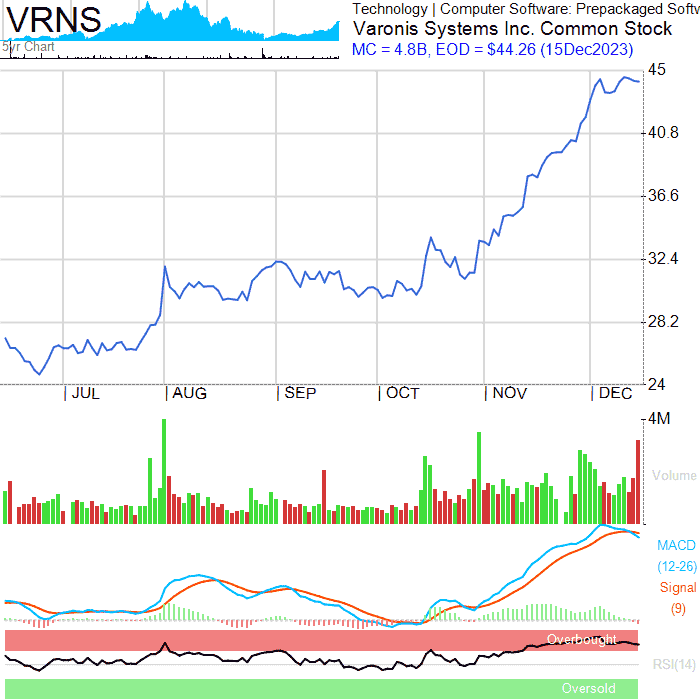 VRNS
5yr Chart
Technology | Computer Software: Prepackaged Softw
Varonis Systems Inc. Common Stock
MC = 4.8B, EOD = $44.26 (15Dec2023)
45
40.8
36.6
32.4
28.2
24
JUL AUG SEP OCT NOV DEC
4M
Volume
MACD
(12-26)
Signal
(9)
Overbought
RSI(14)
Oversold